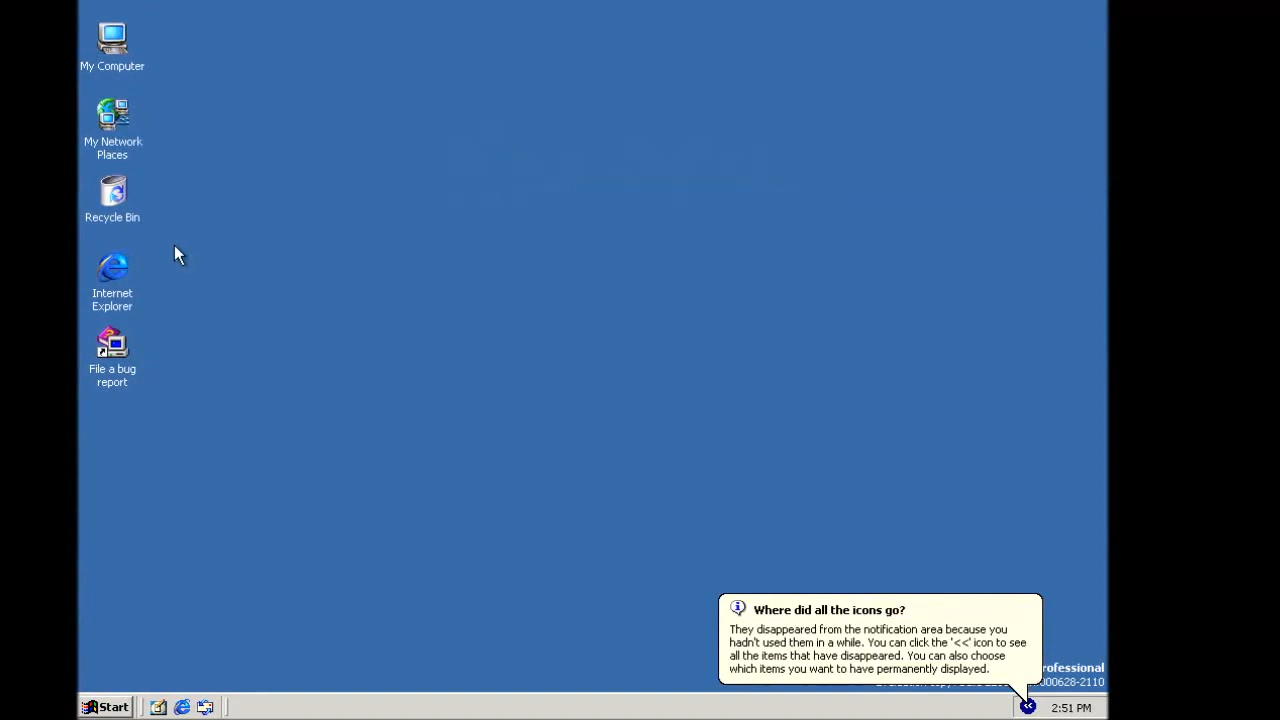 My Computer
My Network
Places
Recycle Bin
Internet
Explorer
File a bug
report
Where did all the icons go?
They disappeared from the notification area because you
hadn't used them in a while. You can click the '<<' icon to see
all the items that have disappeared. You can also choose
which items you want to have permanently displayed.
rofessional
000628-2110
Start
2:51 PM